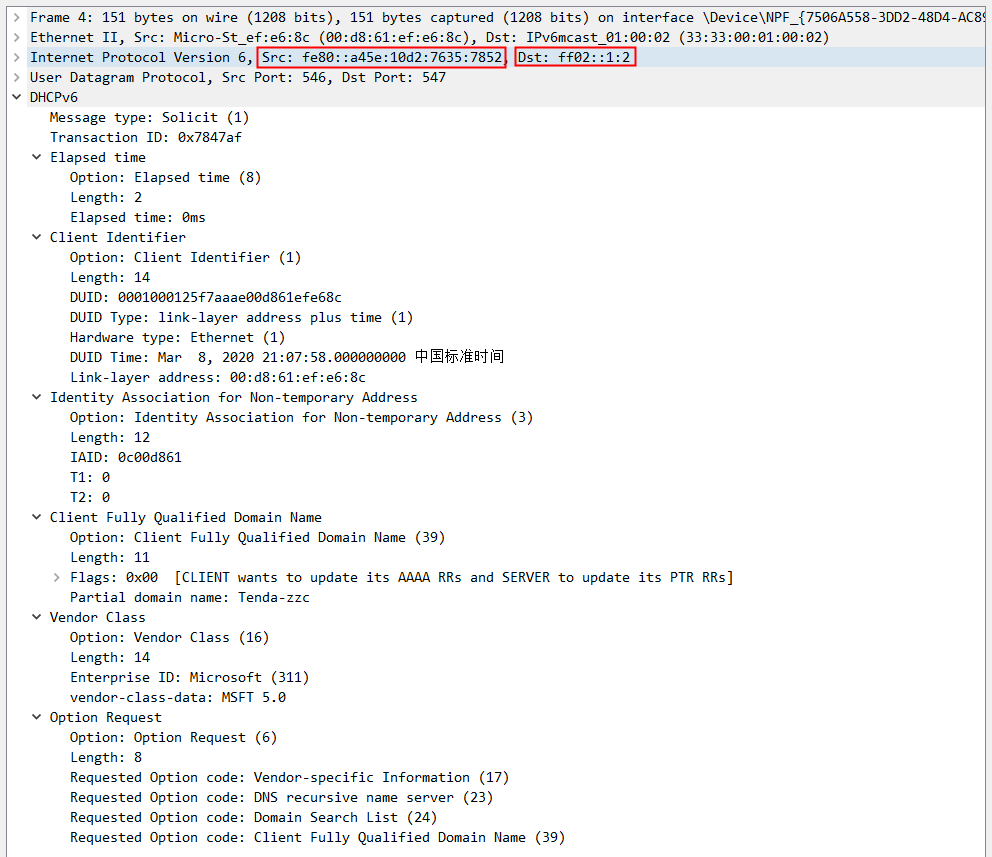 Frame 4: 151 bytes on wire (1208 bits), 151 bytes captured (1208 bits) on interface \Device\NPF_{7506A558-3DD2-48D4-AC89
Ethernet II, Src: Micro-St_ef:e6:8c (00:d8:61:ef:e6:8c), Dst: IPv6mcast_01:00:02 (33:33:00:01:00:02)
Internet Protocol Version 6, Src: fe80::a45e:10d2:7635:7852, Dst: ff02::1:2
User Datagram Protocol, Src Port: 546, Dst Port: 547
DHCPv6
Message type: Solicit (1)
Transaction ID: 0x7847af
Elapsed time
Option: Elapsed time (8)
Length: 2
Elapsed time: 0ms
Client Identifier
Option: Client Identifier (1)
Length: 14
DUID: 0001000125f7aaae00d861efe68c
DUID Type: link-layer address plus time (1)
Hardware type: Ethernet (1)
DUID Time: Mar  8, 2020 21:07:58.000000000 中国标准时间
Link-layer address: 00:d8:61:ef:e6:8c
Identity Association for Non-temporary Address
Option: Identity Association for Non-temporary Address (3)
Length: 12
IAID: 0c00d861
T1: 0
T2: 0
Client Fully Qualified Domain Name
Option: Client Fully Qualified Domain Name (39)
Length: 11
Flags: 0x00  [CLIENT wants to update its AAAA RRs and SERVER to update its PTR RRs]
Partial domain name: Tenda-zzc
Vendor Class
Option: Vendor Class (16)
Length: 14
Enterprise ID: Microsoft (311)
vendor-class-data: MSFT 5.0
Option Request
Option: Option Request (6)
Length: 8
Requested Option code: Vendor-specific Information (17)
Requested Option code: DNS recursive name server (23)
Requested Option code: Domain Search List (24)
Requested Option code: Client Fully Qualified Domain Name (39)